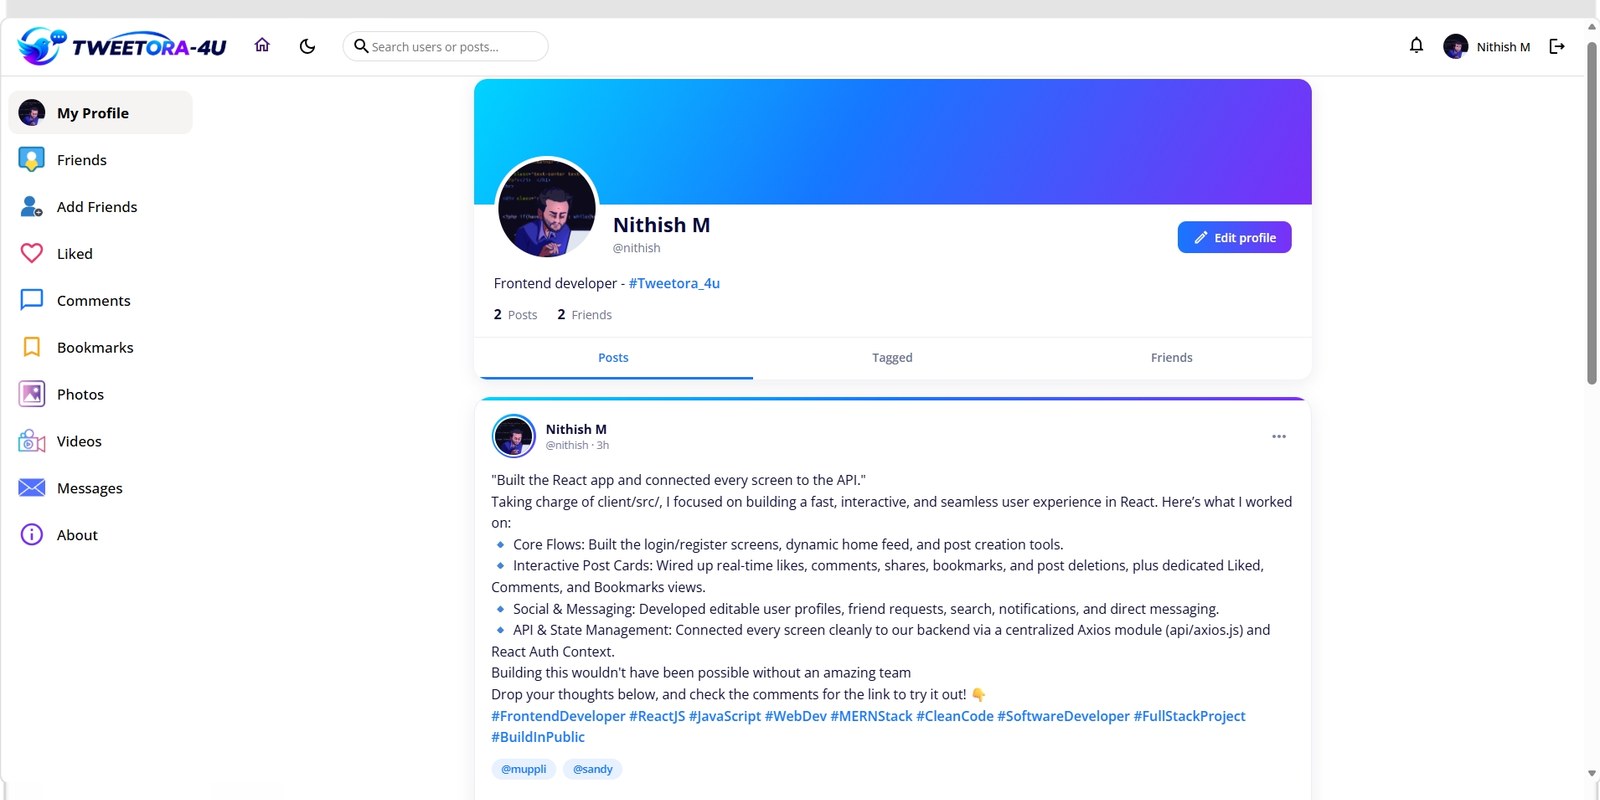 TWEETORA-4U
Search users or posts...
Nithish M
My Profile
Friends
Add Friends
Liked
Comments
Bookmarks
Photos
Videos
Messages
About
Nithish M
@nithish
Edit profile
Frontend developer - #Tweetora_4u
2 Posts 2 Friends
Posts Tagged Friends
Nithish M
@nithish · 3h
"Built the React app and connected every screen to the API."
Taking charge of client/src/, I focused on building a fast, interactive, and seamless user experience in React. Here’s what I worked
on:
🔹 Core Flows: Built the login/register screens, dynamic home feed, and post creation tools.
🔹 Interactive Post Cards: Wired up real-time likes, comments, shares, bookmarks, and post deletions, plus dedicated Liked,
Comments, and Bookmarks views.
🔹 Social & Messaging: Developed editable user profiles, friend requests, search, notifications, and direct messaging.
🔹 API & State Management: Connected every screen cleanly to our backend via a centralized Axios module (api/axios.js) and
React Auth Context.
Building this wouldn't have been possible without an amazing team
Drop your thoughts below, and check the comments for the link to try it out! 👇
#FrontendDeveloper #ReactJS #JavaScript #WebDev #MERNStack #CleanCode #SoftwareDeveloper #FullStackProject
#BuildInPublic
@muppli @sandy